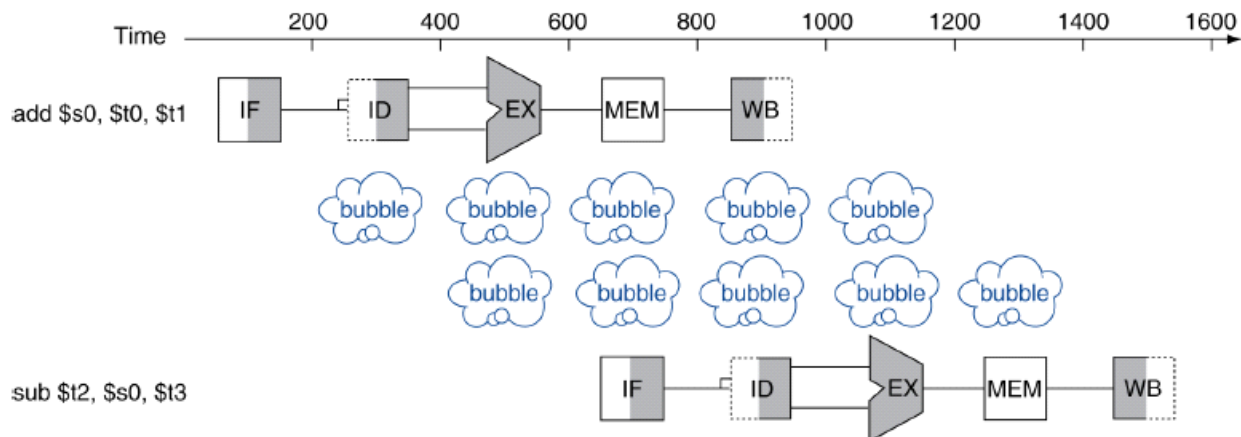 Time 200 400 600 800 1000 1200 1400 1600
add $s0, $t0, $t1 IF ID EX MEM WB
bubble bubble bubble bubble bubble
bubble bubble bubble bubble bubble
sub $t2, $s0, $t3 IF ID EX MEM WB